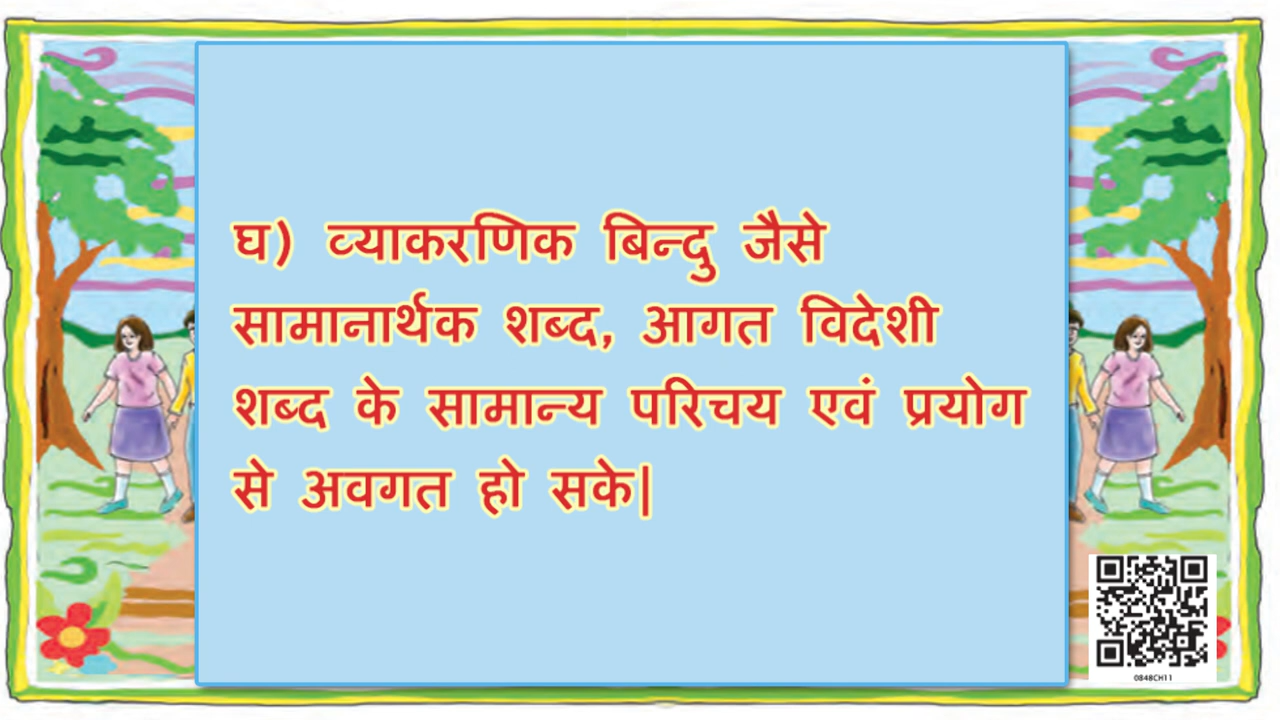 घ) व्याकरणिक बिन्दु जैसे
सामानार्थक शब्द, आगत विदेशी
शब्द के सामान्य परिचय एवं प्रयोग
से अवगत हो सके|
0848CH11